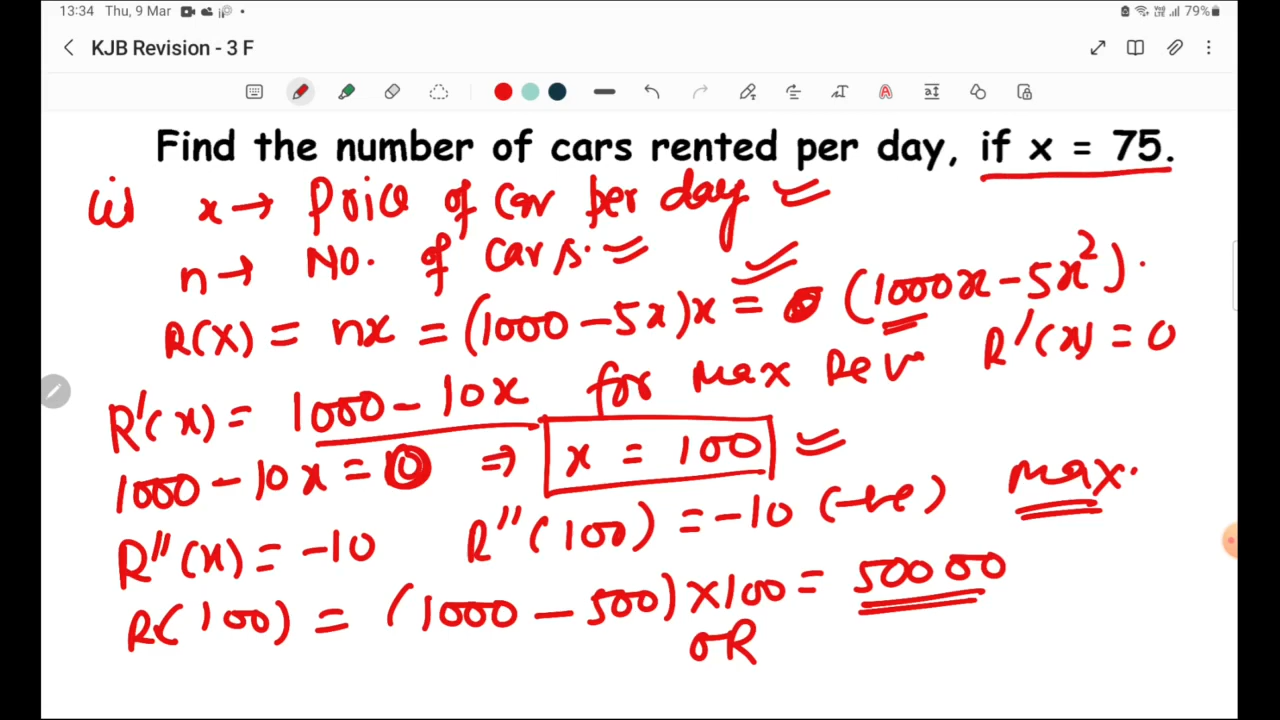 13:34 Thu, 9 Mar
79%
KJB Revision - 3 F
Find the number of cars rented per day, if x = 75.
(i) x → Price of Car per day
n → No. of cars.
R(x) = nx = (1000 - 5x)x = (1000x - 5x²).
R'(x) = 1000 - 10x for Max Rev R'(x) = 0
1000 - 10x = 0 ⇒ x = 100
R''(x) = -10 R''(100) = -10 (-ve) Max.
R(100) = (1000 - 500) × 100 = 50000
OR